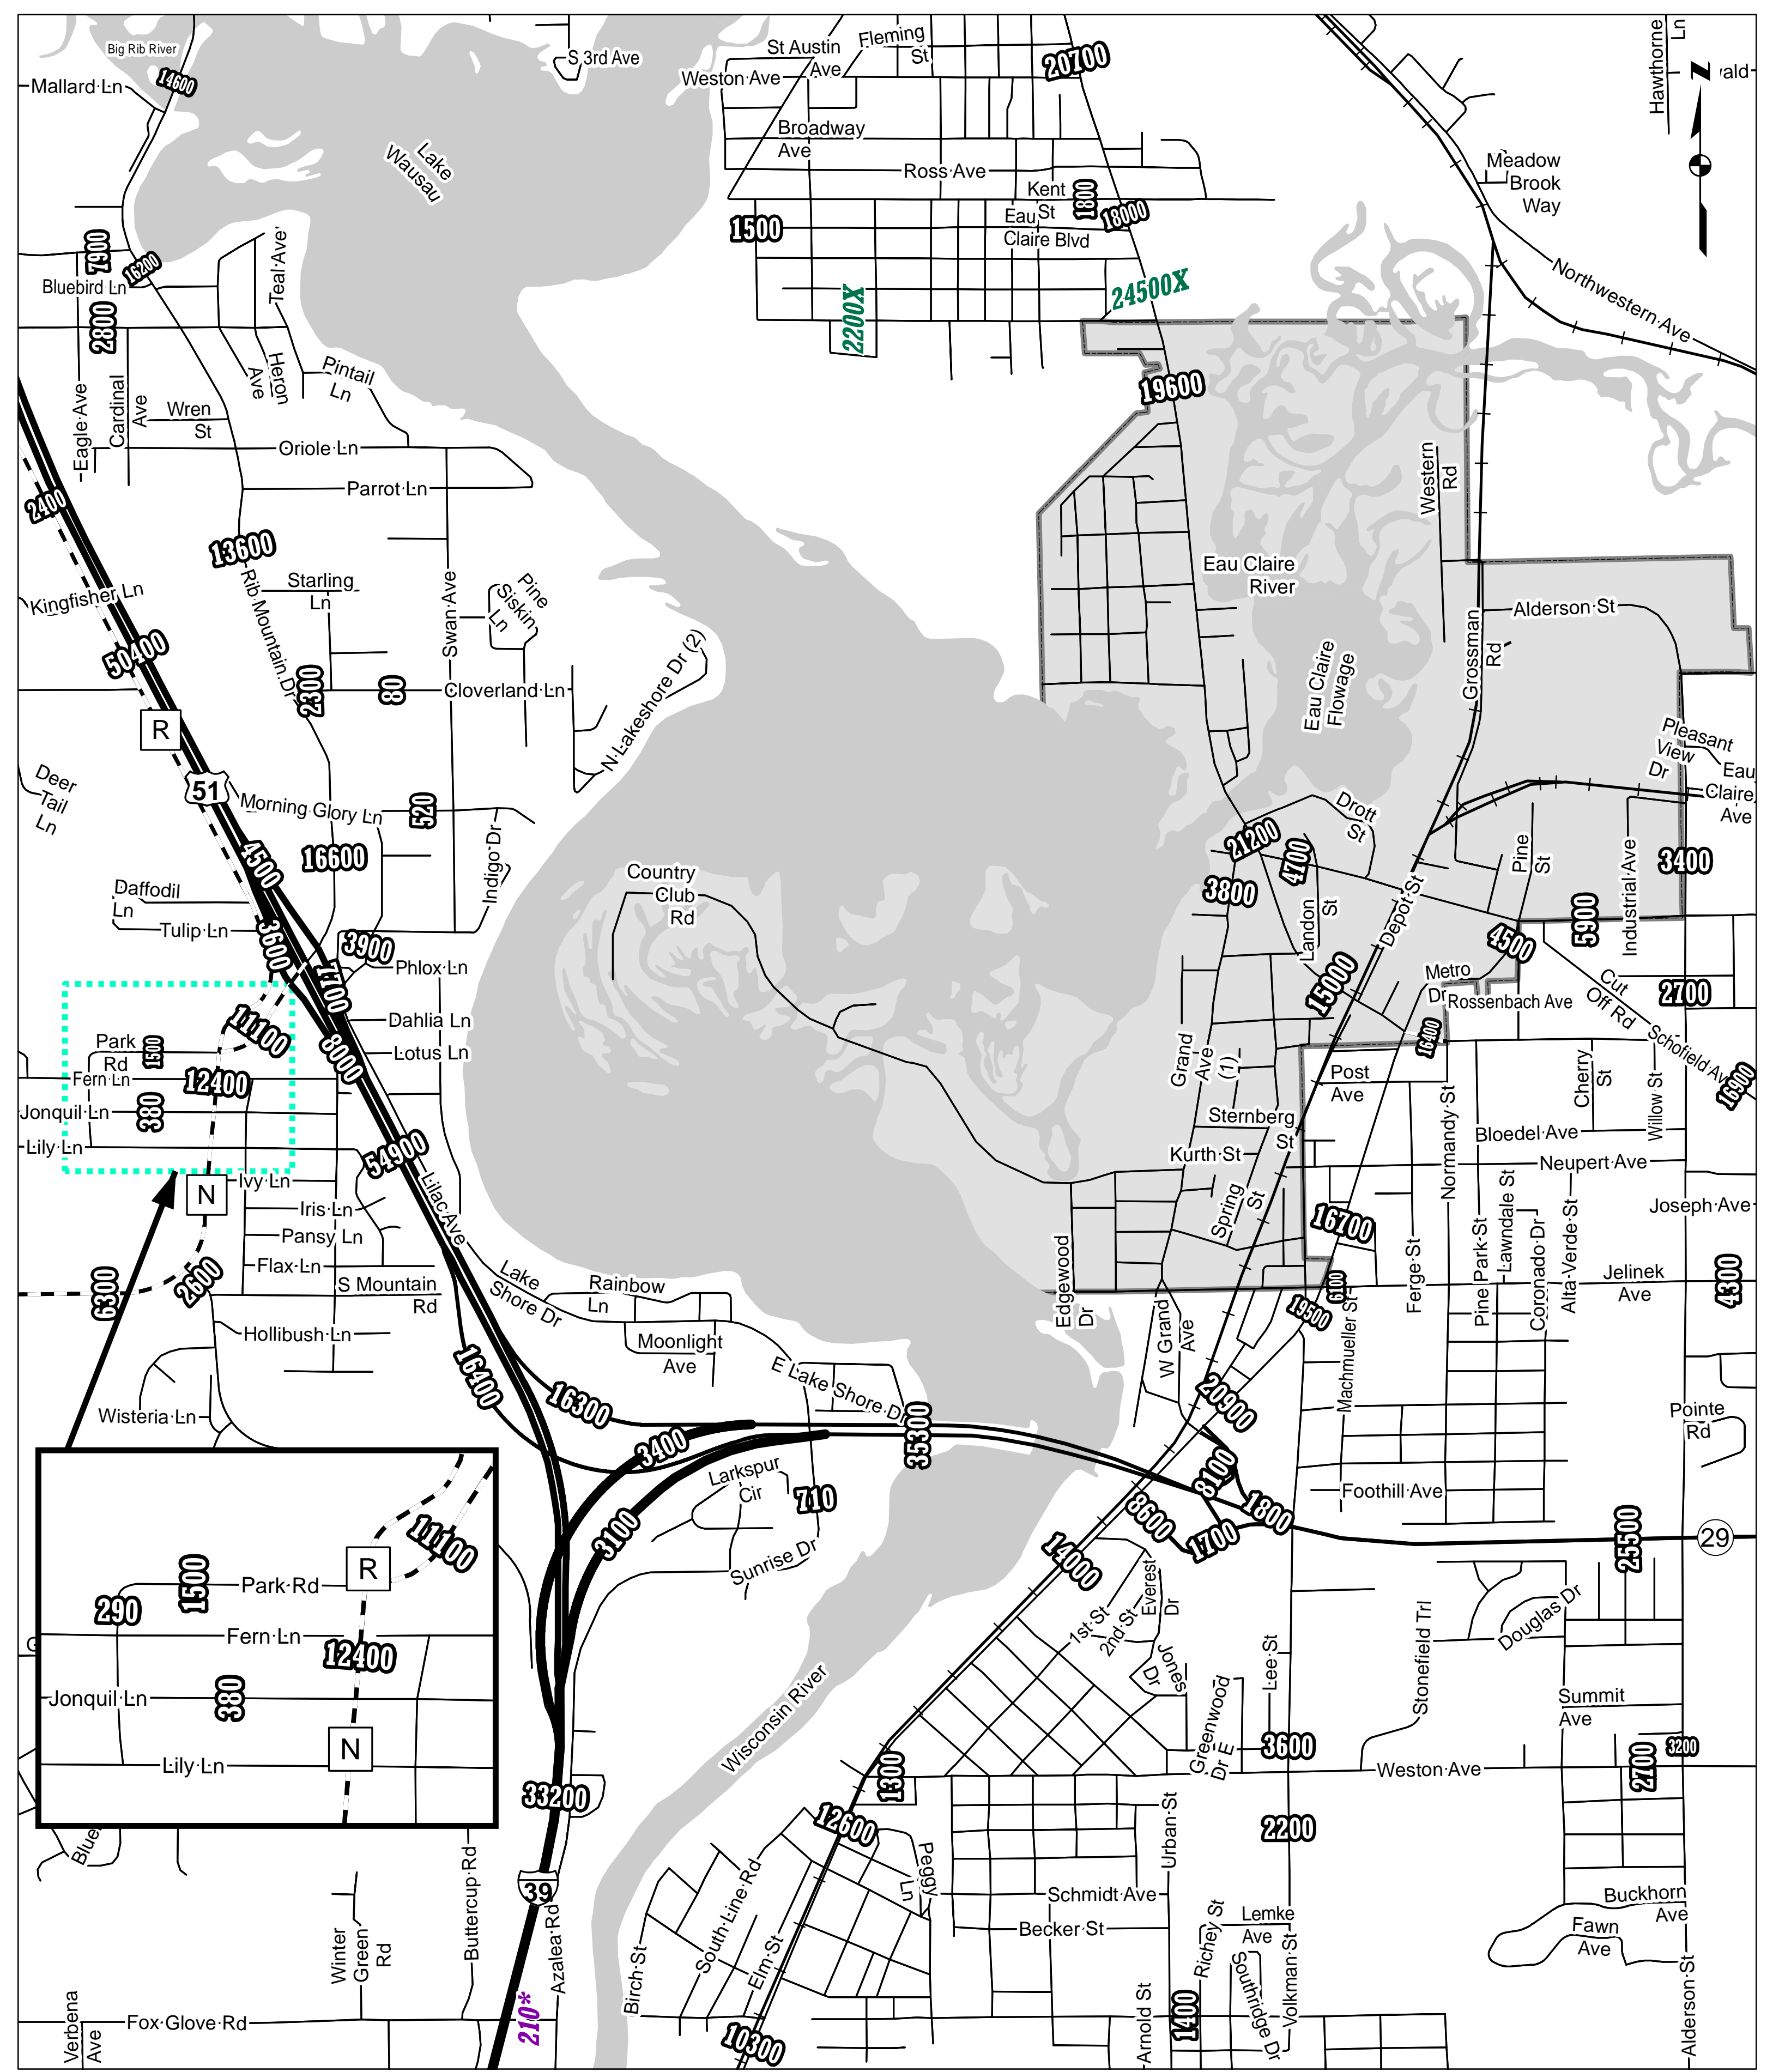 Big Rib River
14600
Mallard Ln
S 3rd Ave
St Austin
Ave
Fleming
St
Weston Ave
20700
Hawthorne
Ln
N
vald
Lake
Wausau
Broadway
Ave
Ross Ave
Kent
St
1800
18000
Eau
Claire Blvd
1500
Meadow
Brook
Way
Northwestern Ave
7900
16200
Bluebird Ln
2800
Teal Ave
Heron
Ave
Pintail
Ln
2200X
24500X
19600
Eagle Ave
Cardinal
Ave
Wren
St
Oriole Ln
Parrot Ln
2400
13600
Western
Rd
Kingfisher Ln
Starling
Ln
Swan Ave
Pine
Siskin
Ln
Eau Claire
River
Alderson St
50400
Rib Mountain Dr
2300
80
Cloverland Ln
N Lakeshore Dr (2)
Eau Claire
Flowage
Grossman
Rd
R
51
Deer
Tail
Ln
Morning Glory Ln
520
Indigo Dr
Pleasant
View
Dr
Eau
Claire
Ave
4500
16600
Drott
St
21200
4700
3800
Pine
St
3400
Country
Club
Rd
Daffodil
Ln
Tulip Ln
3600
3900
7700
Phlox Ln
Landon
St
Depot St
4500
5900
Industrial Ave
Metro
Dr
Rossenbach Ave
Cut
Off Rd
2700
15000
16400
Schofield Ave
16900
11100
Dahlia Ln
Lotus Ln
8000
Park
Rd
1500
Fern Ln
12400
Jonquil Ln
380
Lily Ln
54900
Grand
Ave
(1)
Post
Ave
Cherry
St
Willow St
Sternberg
St
Kurth St
Spring
St
Normandy St
Bloedel Ave
Neupert Ave
Joseph Ave
N
Ivy Ln
Iris Ln
Pansy Ln
Flax Ln
Lilac Ave
16700
Ferge St
Pine Park St
Lawndale St
Coronado Dr
Alta Verde St
6300
2600
S Mountain
Rd
Lake
Shore Dr
Rainbow
Ln
Edgewood
Dr
6100
19500
Jelinek
Ave
4300
Hollibush Ln
Moonlight
Ave
W Grand
Ave
Machmueller St
16400
16300
E Lake Shore Dr
20900
Wisteria Ln
Pointe
Rd
35300
3400
Larkspur
Cir
710
8100
Foothill Ave
8600
1800
1700
25500
29
3100
14000
Sunrise Dr
11100
R
1500
Park Rd
290
Fern Ln
12400
380
Jonquil Ln
N
Lily Ln
1st St
2nd St
Everest
Dr
Jones
Dr
Douglas Dr
Stonefield Trl
Lee St
Greenwood
Dr E
Summit
Ave
Wisconsin River
3600
3200
2700
Weston Ave
1300
33200
12600
2200
Urban St
Peggy
Ln
39
South Line Rd
Schmidt Ave
Becker St
Buckhorn
Ave
Fawn
Ave
Lemke
Ave
Richey St
Winter
Green
Rd
Buttercup Rd
Azalea Rd
Birch St
Elm St
Southridge Dr
Volkman St
Alderson St
Arnold St
1400
210*
Verbena
Ave
Fox Glove Rd
10300